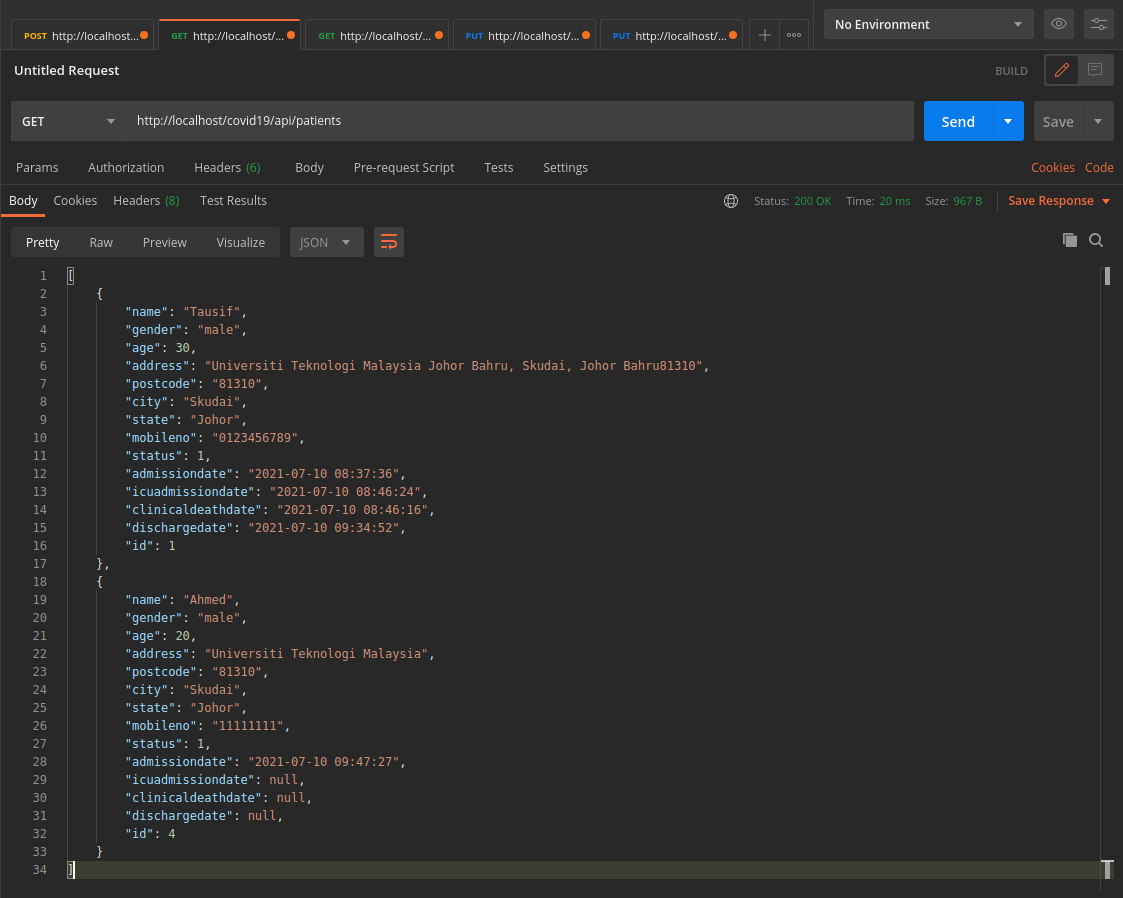 POST http://localhost... GET http://localhost/... GET http://localhost/... PUT http://localhost/... PUT http://localhost/... No Environment
Untitled Request BUILD
GET http://localhost/covid19/api/patients Send Save
Params Authorization Headers (6) Body Pre-request Script Tests Settings Cookies Code
Body Cookies Headers (8) Test Results Status: 200 OK Time: 20 ms Size: 967 B Save Response
Pretty Raw Preview Visualize JSON
1 [
2 {
3 "name": "Tausif",
4 "gender": "male",
5 "age": 30,
6 "address": "Universiti Teknologi Malaysia Johor Bahru, Skudai, Johor Bahru81310",
7 "postcode": "81310",
8 "city": "Skudai",
9 "state": "Johor",
10 "mobileno": "0123456789",
11 "status": 1,
12 "admissiondate": "2021-07-10 08:37:36",
13 "icuadmissiondate": "2021-07-10 08:46:24",
14 "clinicaldeathdate": "2021-07-10 08:46:16",
15 "dischargedate": "2021-07-10 09:34:52",
16 "id": 1
17 },
18 {
19 "name": "Ahmed",
20 "gender": "male",
21 "age": 20,
22 "address": "Universiti Teknologi Malaysia",
23 "postcode": "81310",
24 "city": "Skudai",
25 "state": "Johor",
26 "mobileno": "11111111",
27 "status": 1,
28 "admissiondate": "2021-07-10 09:47:27",
29 "icuadmissiondate": null,
30 "clinicaldeathdate": null,
31 "dischargedate": null,
32 "id": 4
33 }
34 ]